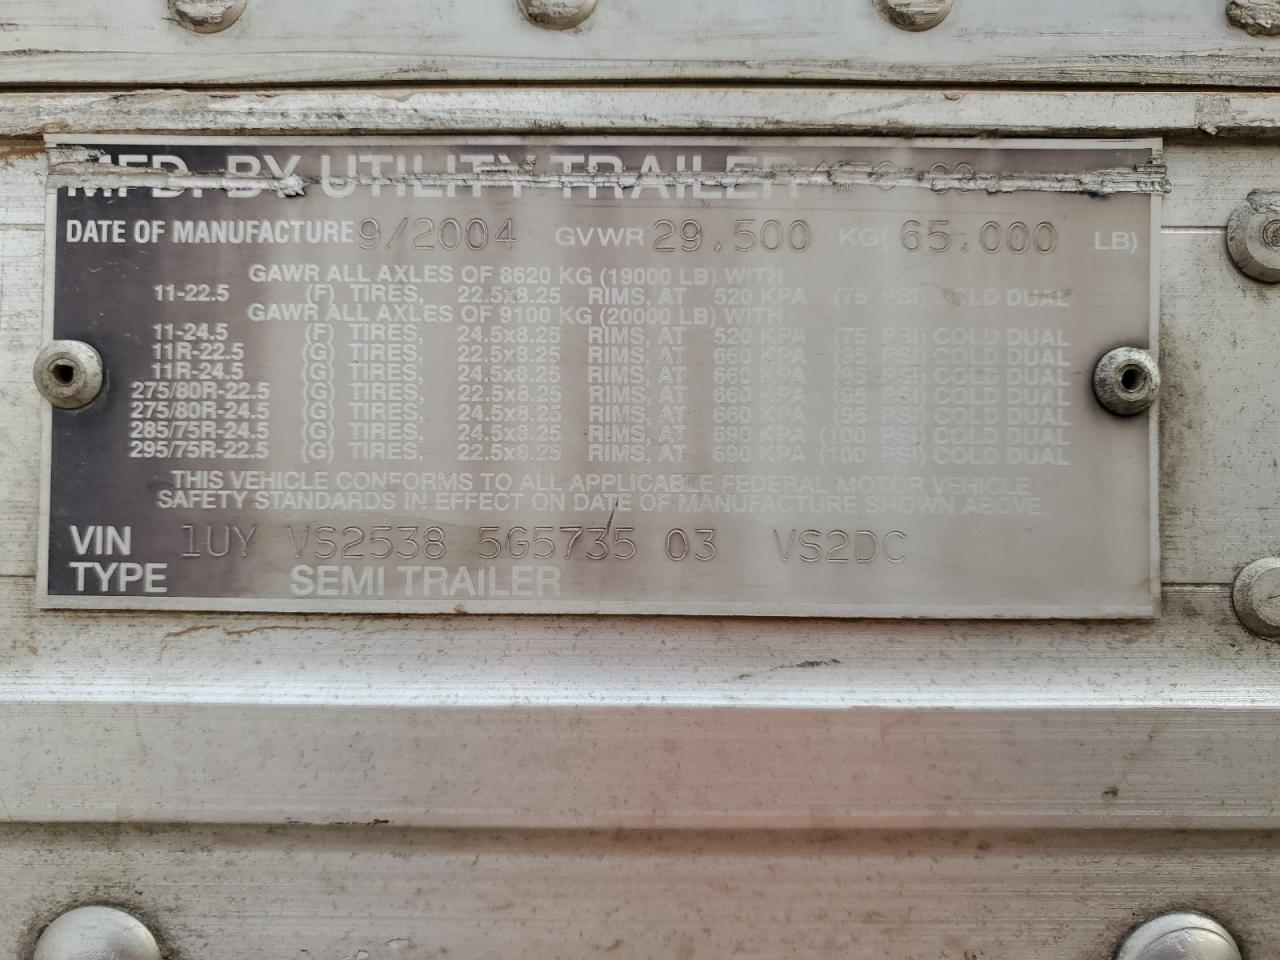 MFD. BY UTILITY TRAILER MFG. CO.
DATE OF MANUFACTURE 9/2004 GVWR 29,500 KG( 65,000 LB)
GAWR ALL AXLES OF 8620 KG (19000 LB) WITH
11-22.5 (F) TIRES, 22.5x8.25 RIMS, AT 520 KPA (75 PSI) COLD DUAL
GAWR ALL AXLES OF 9100 KG (20000 LB) WITH
11-24.5 (F) TIRES, 24.5x8.25 RIMS, AT 520 KPA (75 PSI) COLD DUAL
11R-22.5 (G) TIRES, 22.5x8.25 RIMS, AT 660 KPA (95 PSI) COLD DUAL
11R-24.5 (G) TIRES, 24.5x8.25 RIMS, AT 660 KPA (95 PSI) COLD DUAL
275/80R-22.5 (G) TIRES, 22.5x8.25 RIMS, AT 660 KPA (95 PSI) COLD DUAL
275/80R-24.5 (G) TIRES, 24.5x8.25 RIMS, AT 660 KPA (95 PSI) COLD DUAL
285/75R-24.5 (G) TIRES, 24.5x8.25 RIMS, AT 690 KPA (100 PSI) COLD DUAL
295/75R-22.5 (G) TIRES, 22.5x8.25 RIMS, AT 690 KPA (100 PSI) COLD DUAL
THIS VEHICLE CONFORMS TO ALL APPLICABLE FEDERAL MOTOR VEHICLE
SAFETY STANDARDS IN EFFECT ON DATE OF MANUFACTURE SHOWN ABOVE
VIN 1UY VS2538 5G5735 03 VS2DC
TYPE SEMI TRAILER